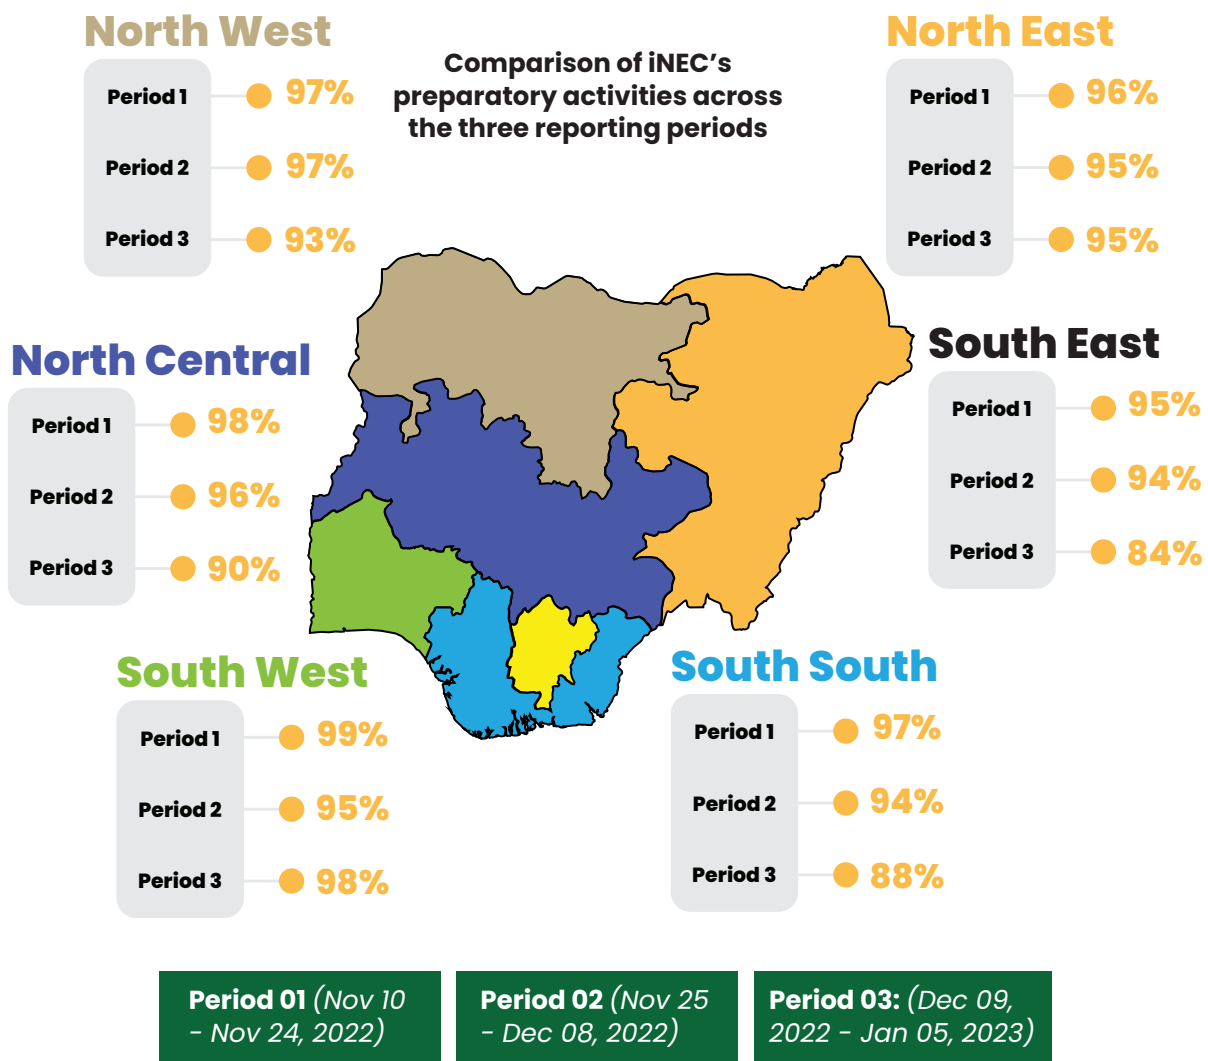 North West
Period 1 97%
Period 2 97%
Period 3 93%
Comparison of iNEC's
preparatory activities across
the three reporting periods
North East
Period 1 96%
Period 2 95%
Period 3 95%
North Central
Period 1 98%
Period 2 96%
Period 3 90%
South East
Period 1 95%
Period 2 94%
Period 3 84%
South West
Period 1 99%
Period 2 95%
Period 3 98%
South South
Period 1 97%
Period 2 94%
Period 3 88%
Period 01 (Nov 10
- Nov 24, 2022)
Period 02 (Nov 25
- Dec 08, 2022)
Period 03: (Dec 09,
2022 - Jan 05, 2023)